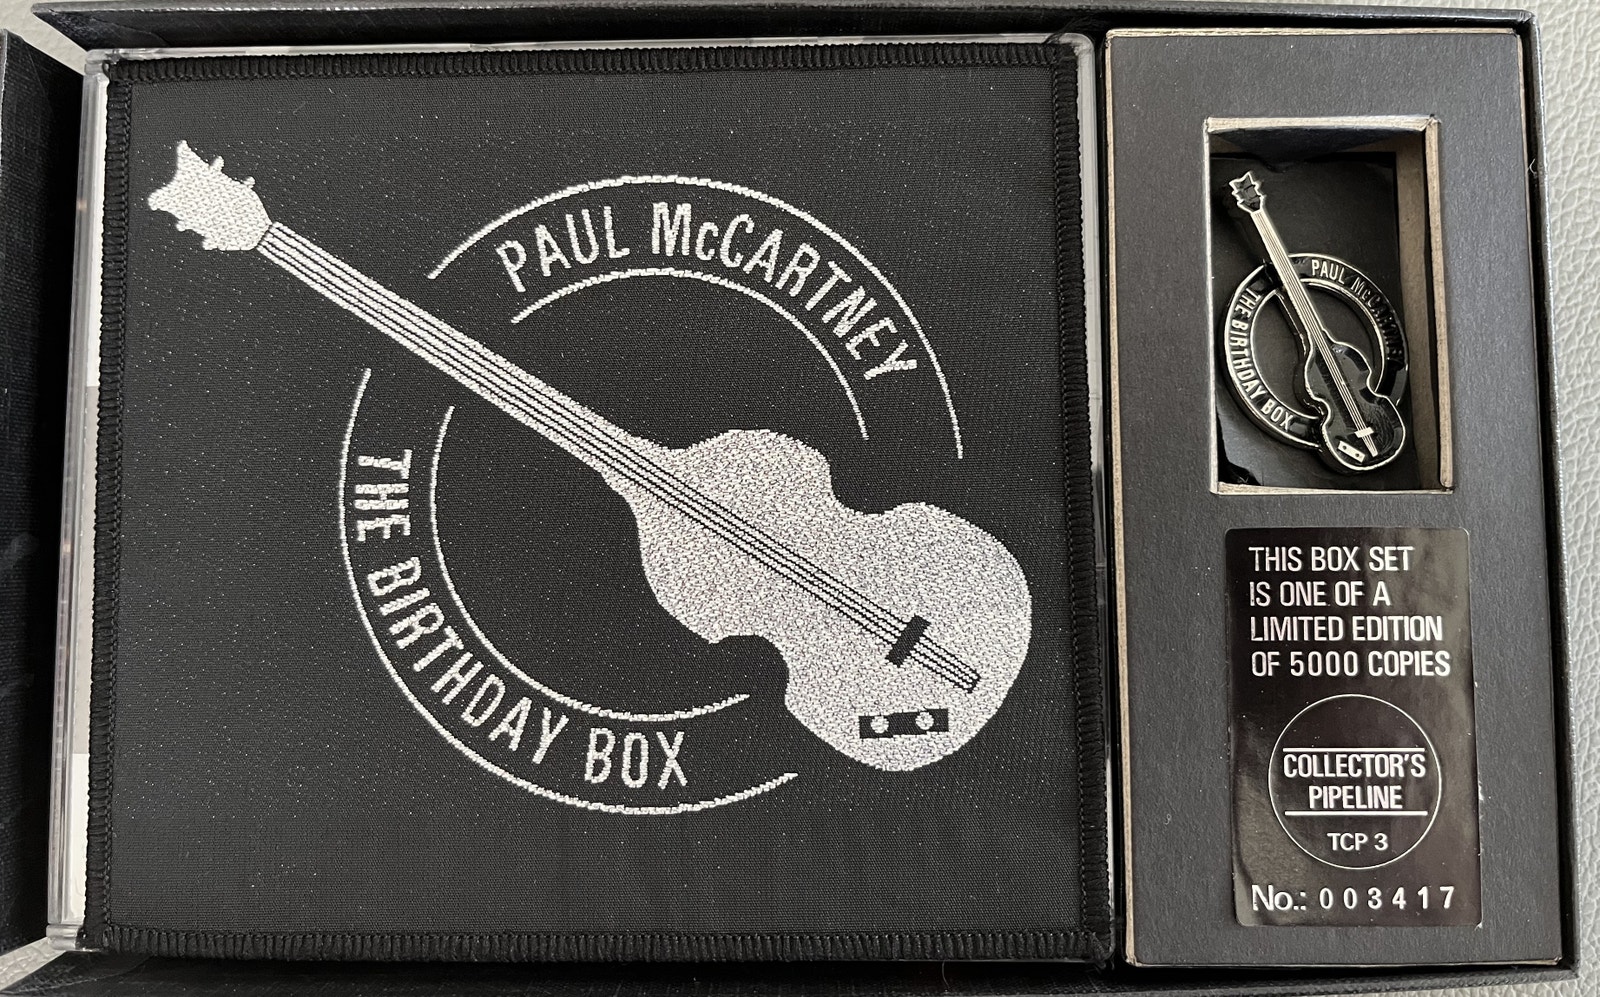 PAUL McCARTNEY
THE BIRTHDAY BOX
PAUL McCARTNEY
THE BIRTHDAY BOX
THIS BOX SET
IS ONE OF A
LIMITED EDITION
OF 5000 COPIES
COLLECTOR'S
PIPELINE
TCP 3
No.: 003417